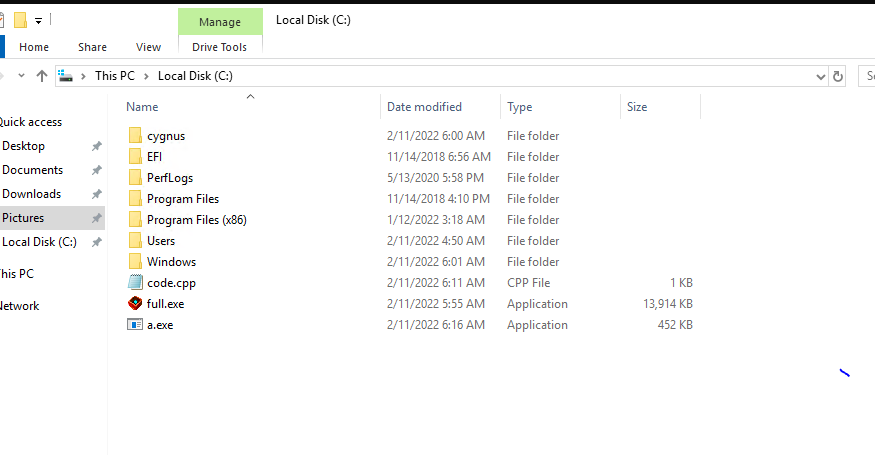 Manage
Local Disk (C:)
Home Share View Drive Tools
This PC Local Disk (C:)
Name Date modified Type Size
Quick access
Desktop
Documents
Downloads
Pictures
Local Disk (C:)
This PC
Network
cygnus 2/11/2022 6:00 AM File folder
EFI 11/14/2018 6:56 AM File folder
PerfLogs 5/13/2020 5:58 PM File folder
Program Files 11/14/2018 4:10 PM File folder
Program Files (x86) 1/12/2022 3:18 AM File folder
Users 2/11/2022 4:50 AM File folder
Windows 2/11/2022 6:01 AM File folder
code.cpp 2/11/2022 6:11 AM CPP File 1 KB
full.exe 2/11/2022 5:55 AM Application 13,914 KB
a.exe 2/11/2022 6:16 AM Application 452 KB